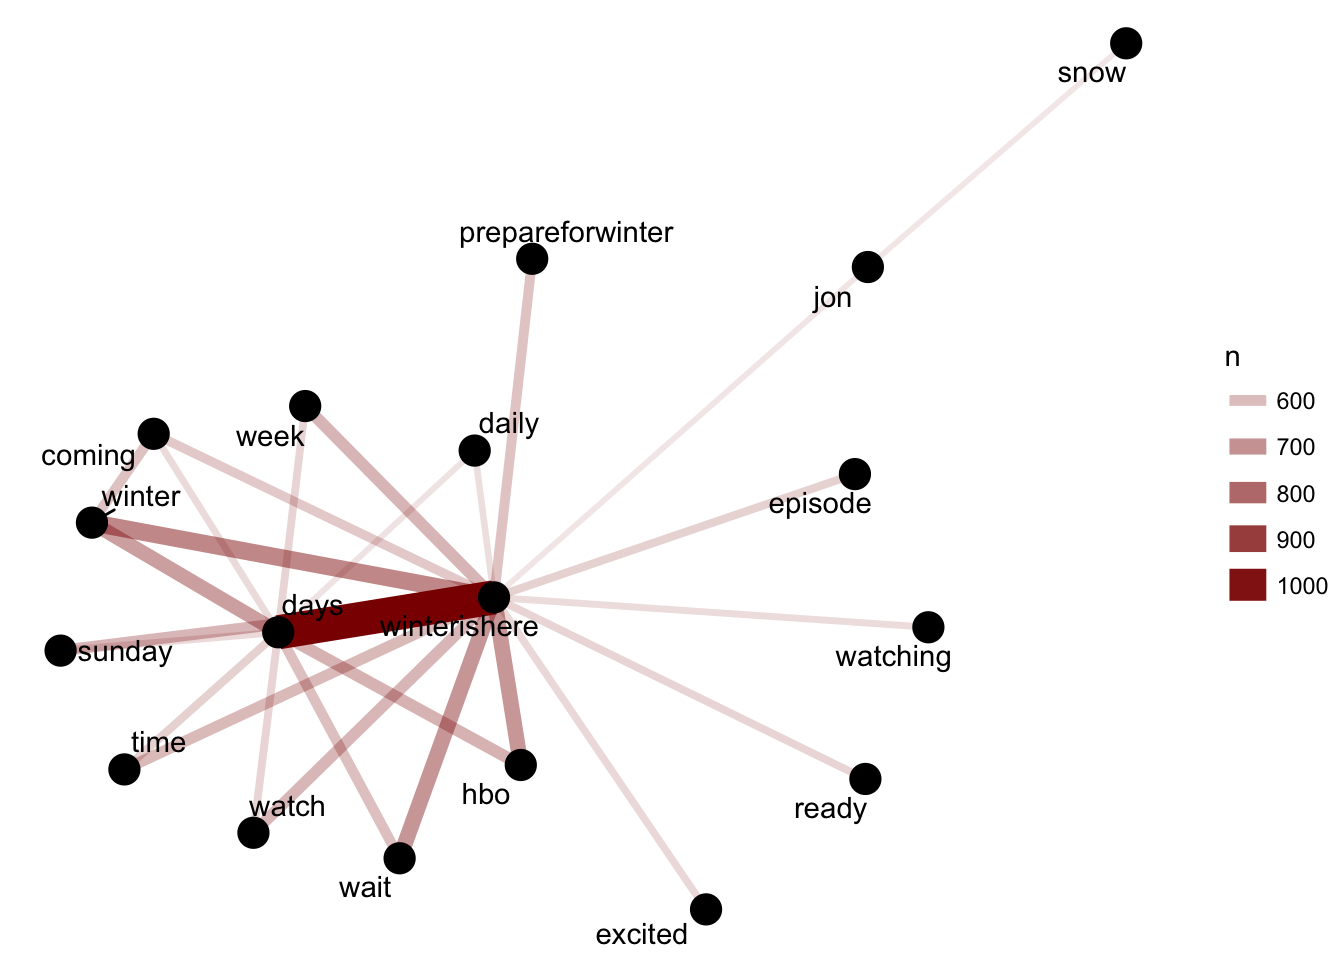 snow
prepareforwinter
jon
daily
week
coming
winter
episode
days
winterishere
sunday
watching
time
hbo
watch
ready
wait
excited
n
600
700
800
900
1000